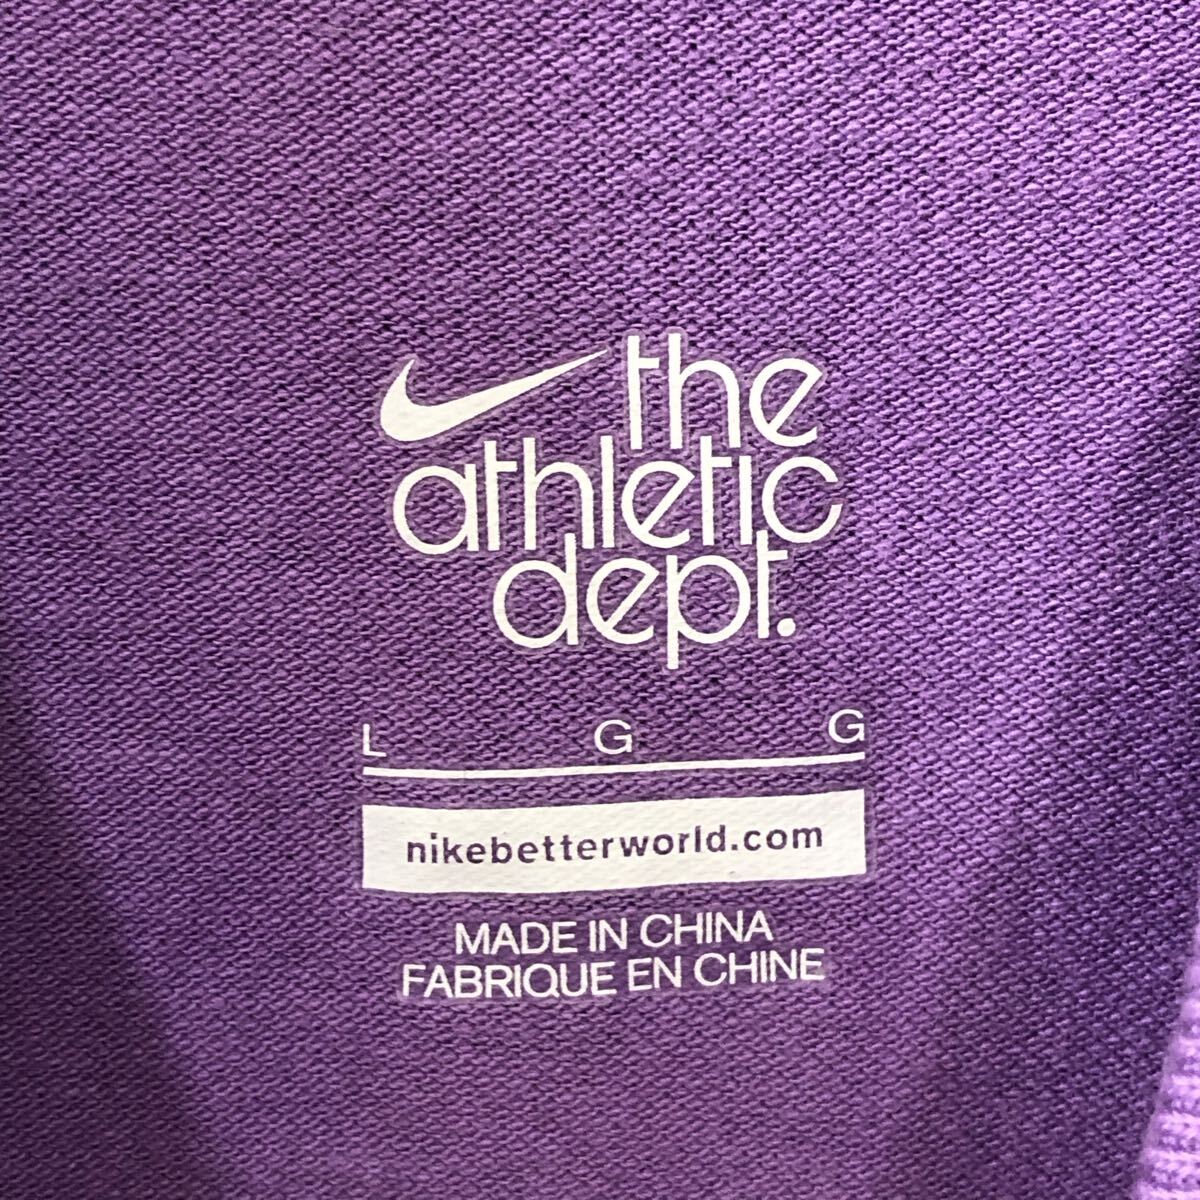 the
athletic
dept.
L G G
nikebetterworld.com
MADE IN CHINA
FABRIQUE EN CHINE